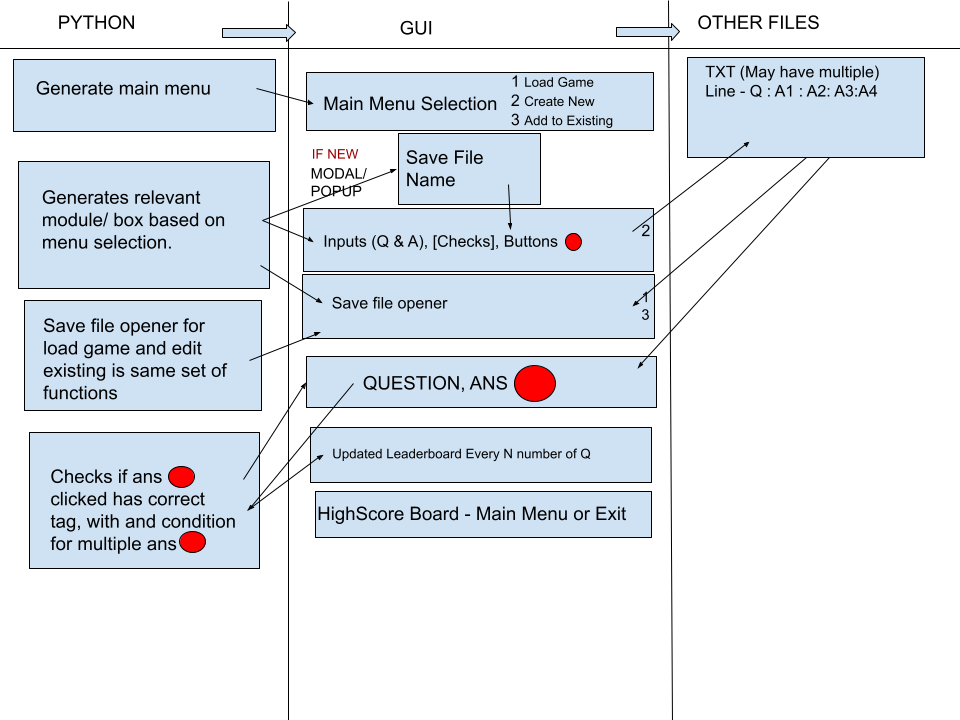 PYTHON
GUI
OTHER FILES
Generate main menu
Main Menu Selection
1 Load Game
2 Create New
3 Add to Existing
TXT (May have multiple)
Line - Q : A1 : A2: A3:A4
IF NEW
MODAL/
POPUP
Save File
Name
Generates relevant
module/ box based on
menu selection.
Inputs (Q & A), [Checks], Buttons
2
Save file opener
1
3
Save file opener for
load game and edit
existing is same set of
functions
QUESTION, ANS
Updated Leaderboard Every N number of Q
Checks if ans
clicked has correct
tag, with and condition
for multiple ans
HighScore Board - Main Menu or Exit